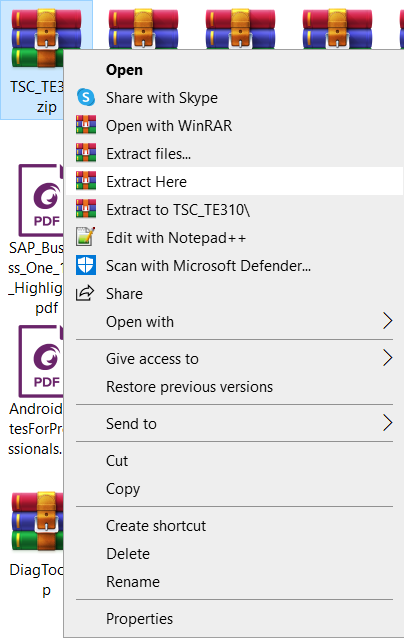 TSC_TE3
zip
Open
Share with Skype
Open with WinRAR
Extract files...
Extract Here
Extract to TSC_TE310\
Edit with Notepad++
Scan with Microsoft Defender...
Share
Open with
Give access to
Restore previous versions
Send to
Cut
Copy
Create shortcut
Delete
Rename
Properties
PDF
SAP_Bus
ss_One_1
_Highlig
pdf
PDF
Android
tesForPr
ssionals.
DiagToo
p